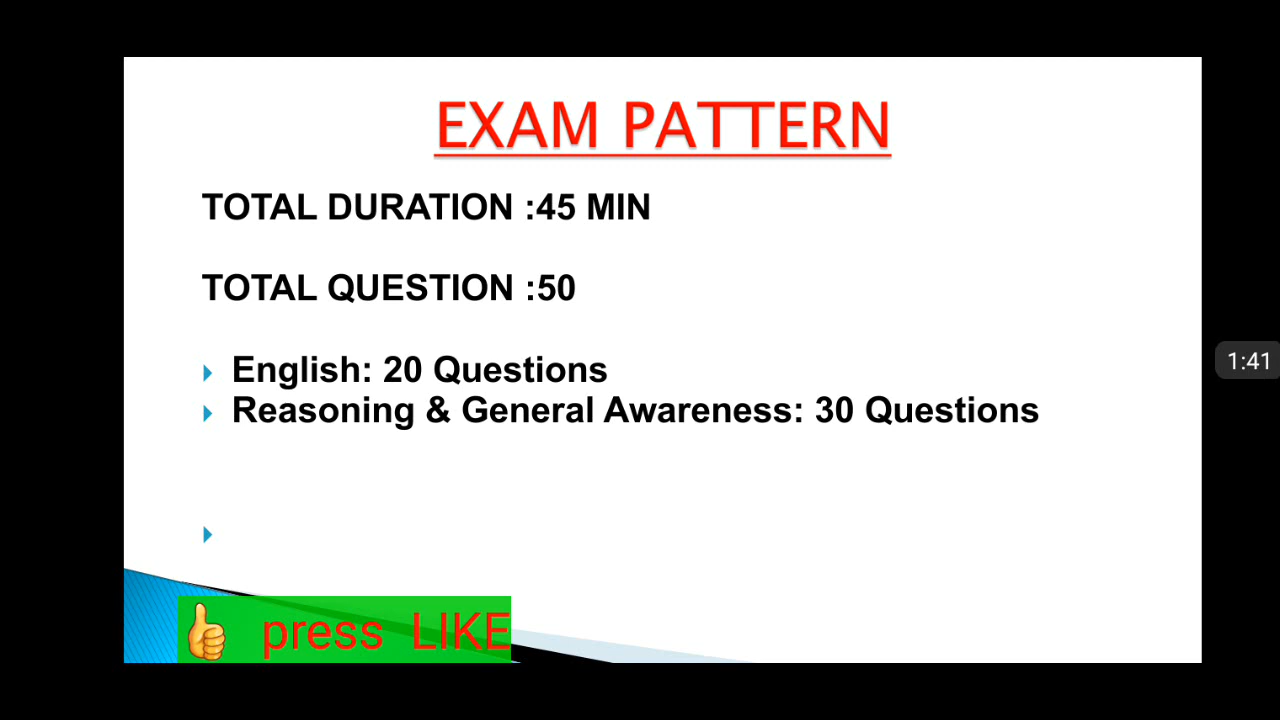 EXAM PATTERN
TOTAL DURATION :45 MIN
TOTAL QUESTION :50
English: 20 Questions
Reasoning & General Awareness: 30 Questions
1:41
press LIKE